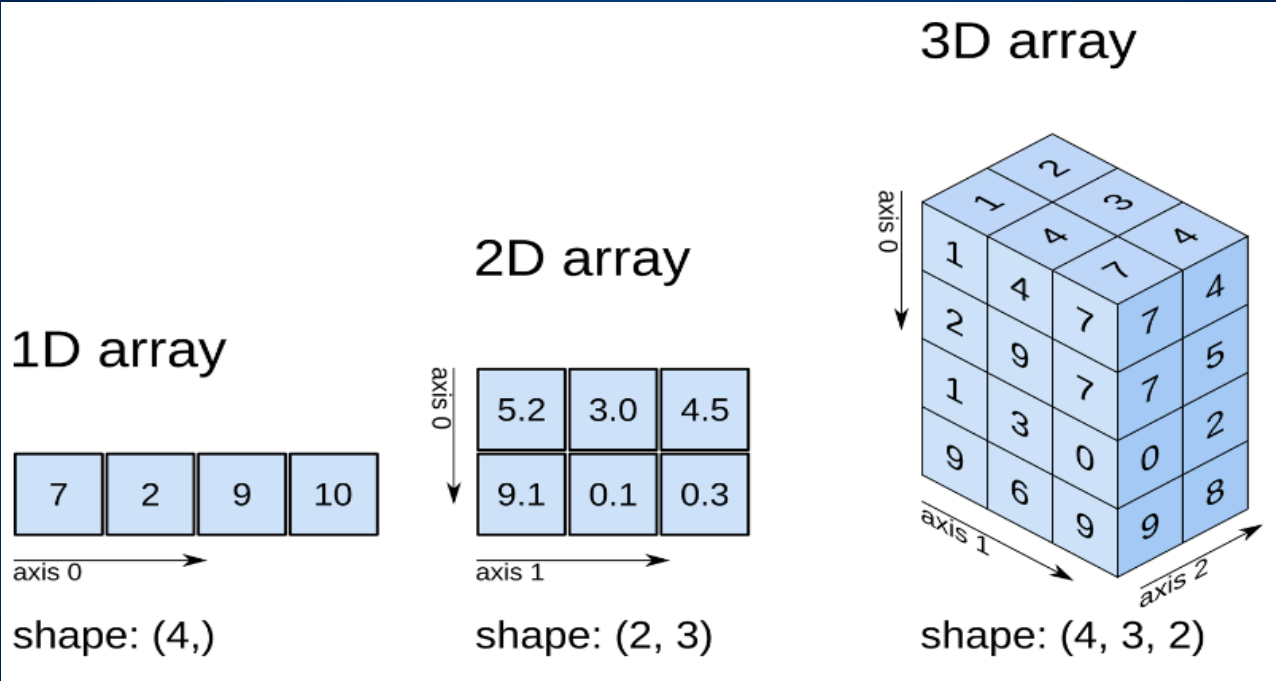 3D array
2D array
1D array
7 2 9 10
axis 0
shape: (4,)
axis 0
5.2 3.0 4.5
9.1 0.1 0.3
axis 1
shape: (2, 3)
axis 0
2
1 3
4 4
7
1 4 7 7 4
2 9 7 7 5
1 3 0 0 2
9 6 9 9 8
axis 1
axis 2
shape: (4, 3, 2)